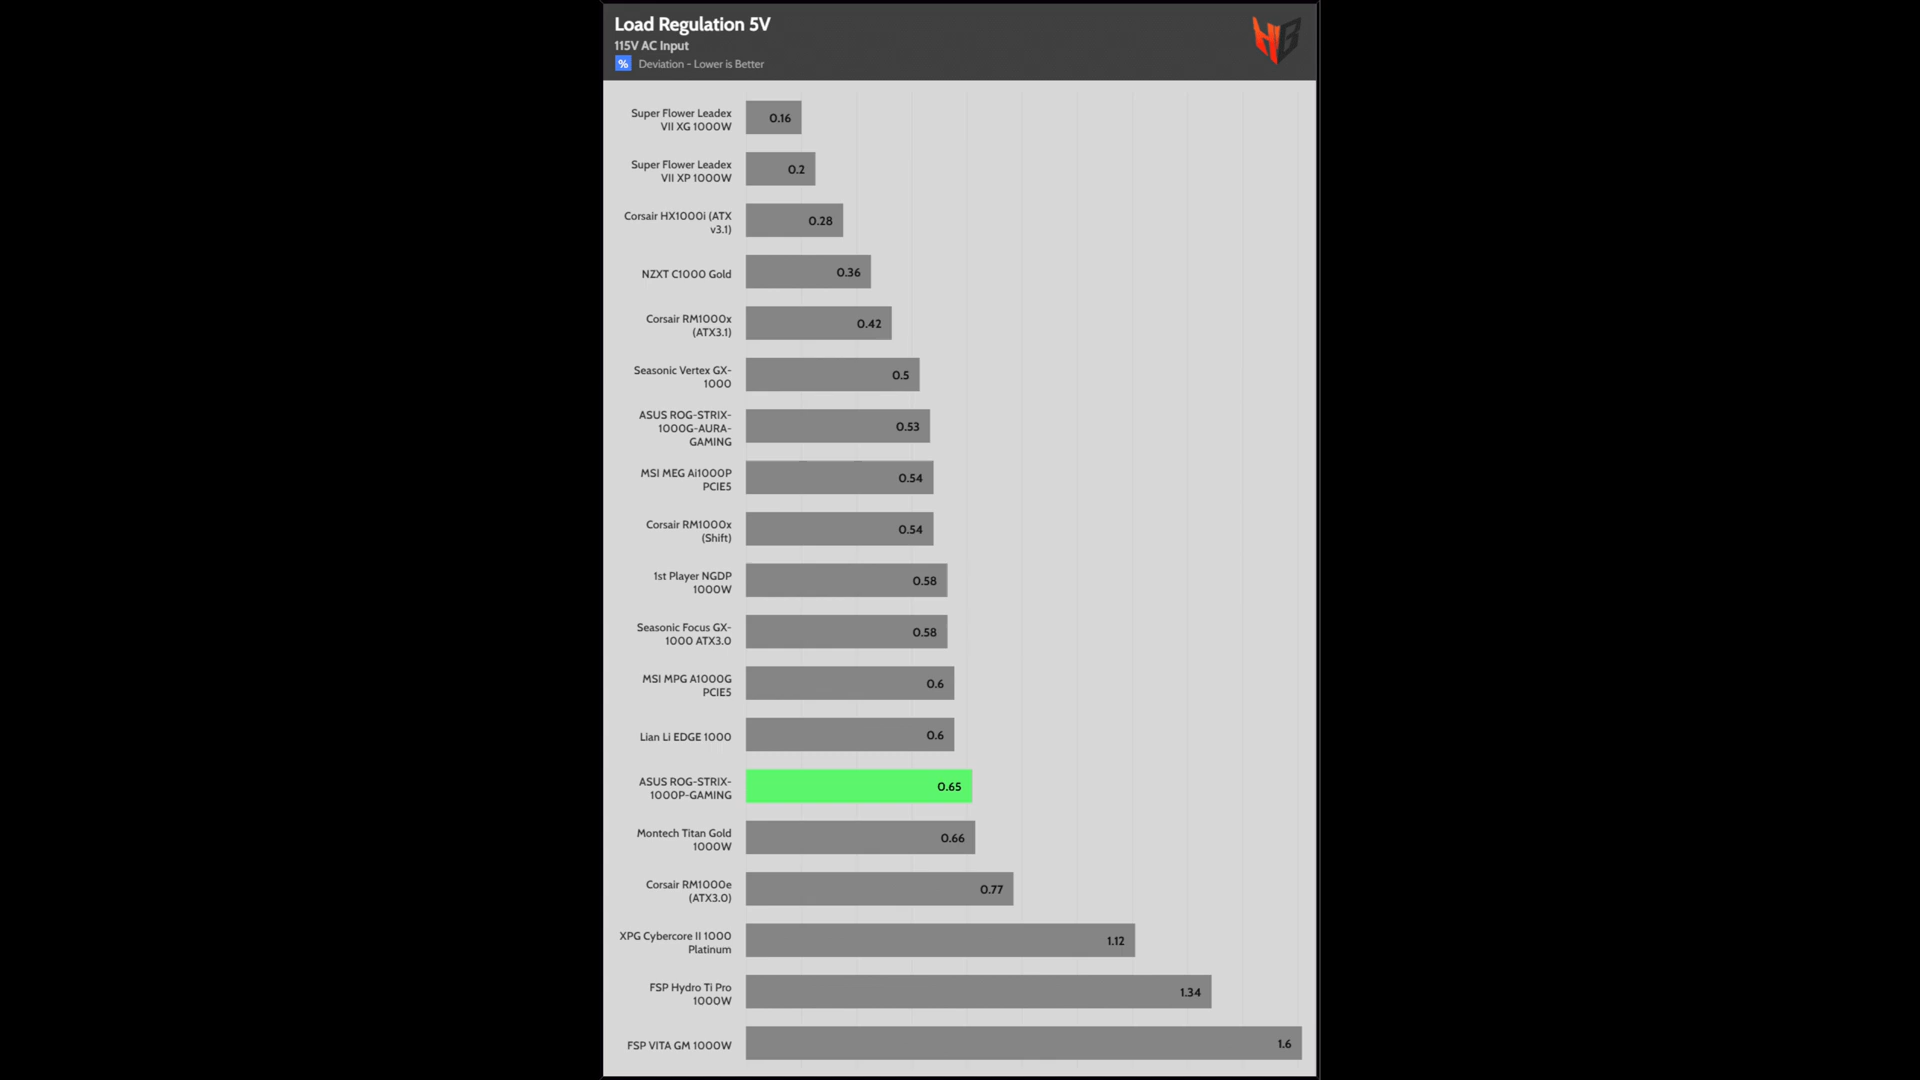 Load Regulation 5V
115V AC Input
% Deviation - Lower is Better
Super Flower Leadex
VII XG 1000W
0.16
Super Flower Leadex
VII XP 1000W
0.2
Corsair HX1000i (ATX
v3.1)
0.28
NZXT C1000 Gold
0.36
Corsair RM1000x
(ATX3.1)
0.42
Seasonic Vertex GX-
1000
0.5
ASUS ROG-STRIX-
1000G-AURA-
GAMING
0.53
MSI MEG Ai1000P
PCIE5
0.54
Corsair RM1000x
(Shift)
0.54
1st Player NGDP
1000W
0.58
Seasonic Focus GX-
1000 ATX3.0
0.58
MSI MPG A1000G
PCIE5
0.6
Lian Li EDGE 1000
0.6
ASUS ROG-STRIX-
1000P-GAMING
0.65
Montech Titan Gold
1000W
0.66
Corsair RM1000e
(ATX3.0)
0.77
XPG Cybercore II 1000
Platinum
1.12
FSP Hydro Ti Pro
1000W
1.34
FSP VITA GM 1000W
1.6